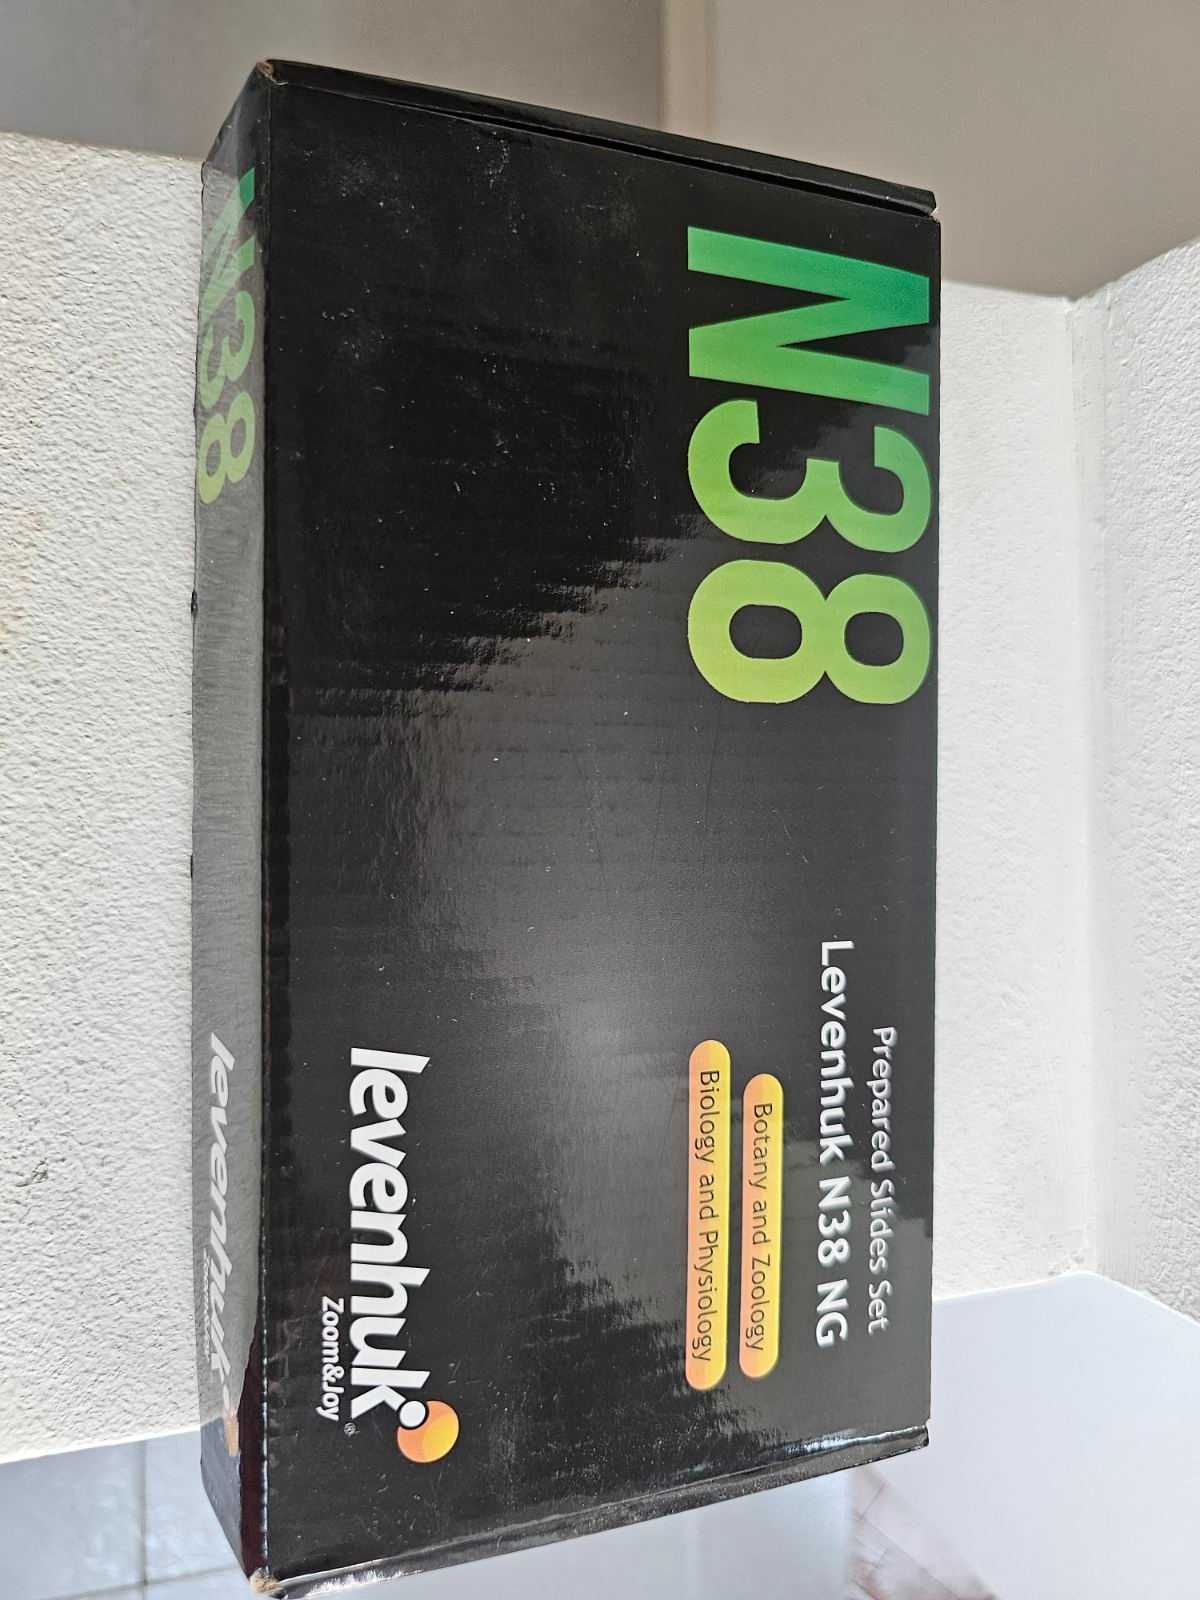 N38
Prepared Slides Set
Levenhuk N38 NG
Botany and Zoology
Biology and Physiology
levenhuk®
Zoom&Joy
N38
levenhuk